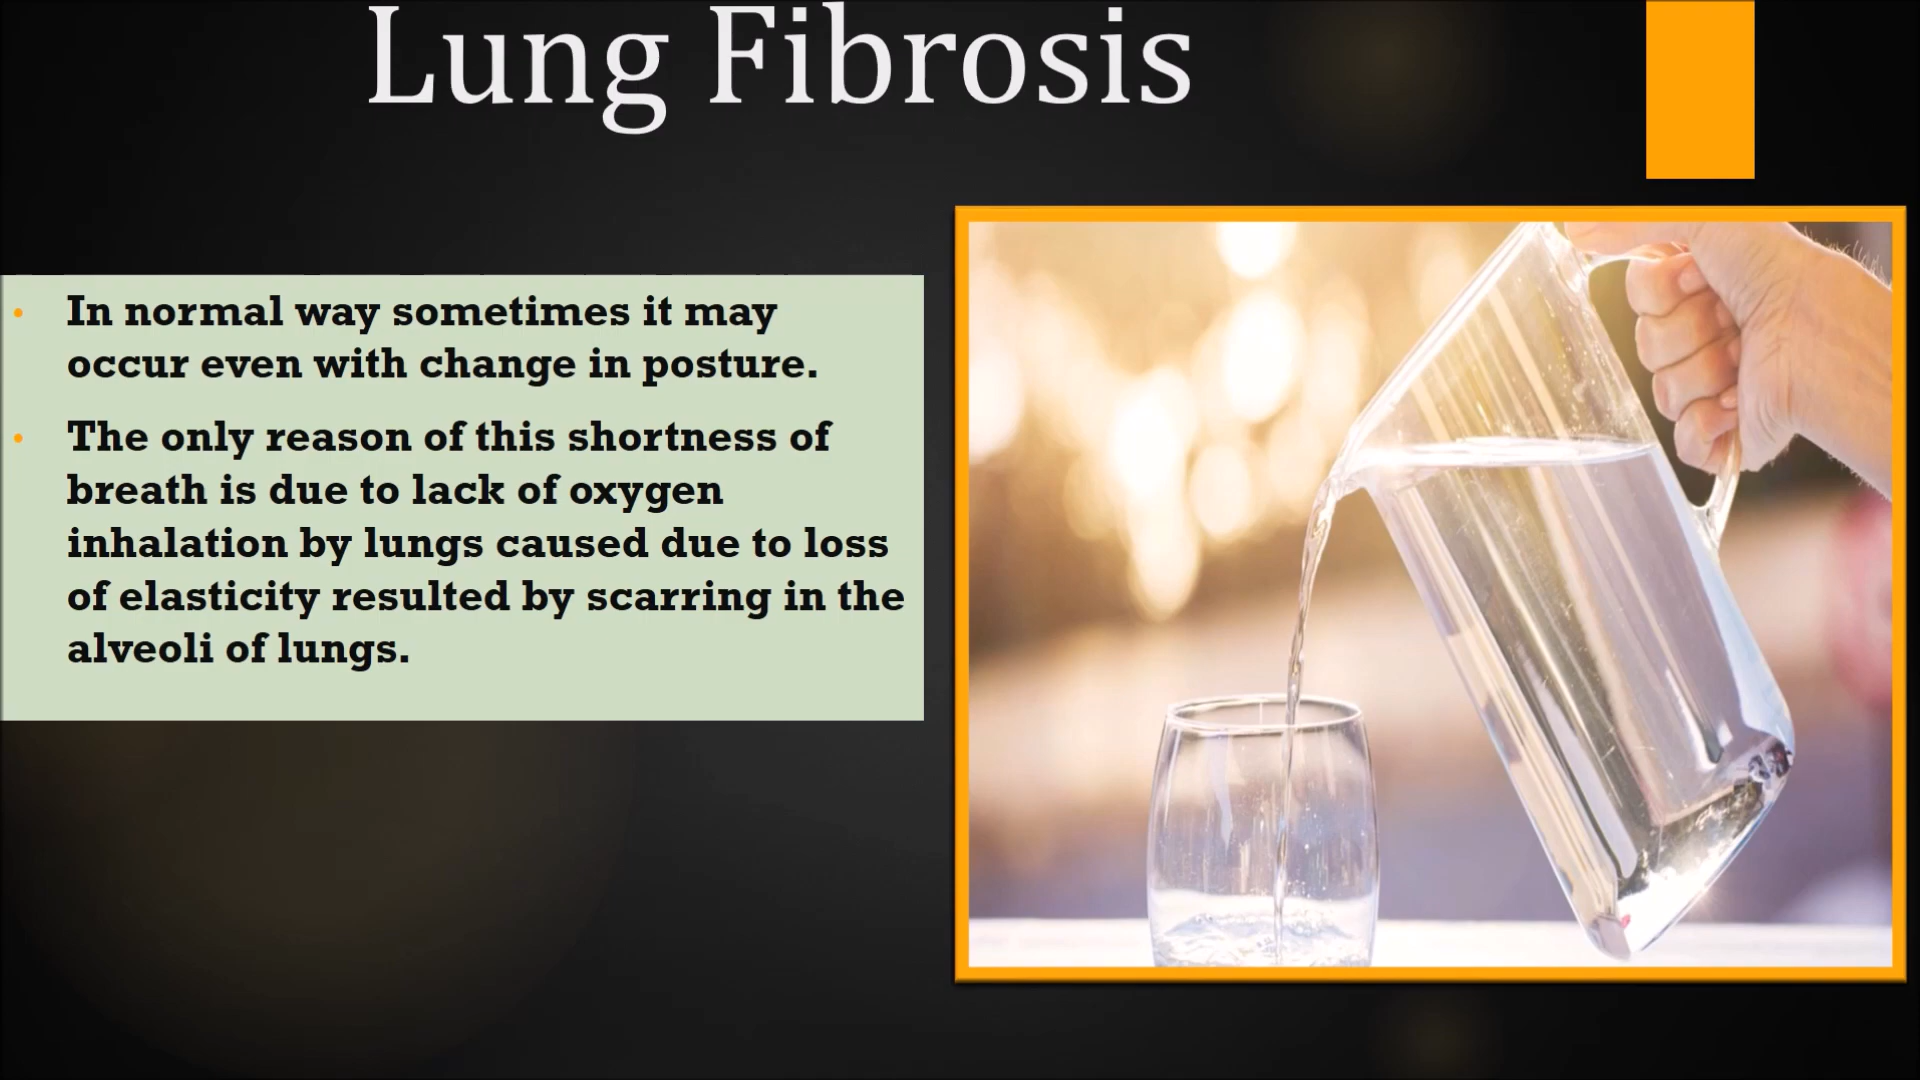 Lung Fibrosis
• In normal way sometimes it may
occur even with change in posture.
• The only reason of this shortness of
breath is due to lack of oxygen
inhalation by lungs caused due to loss
of elasticity resulted by scarring in the
alveoli of lungs.